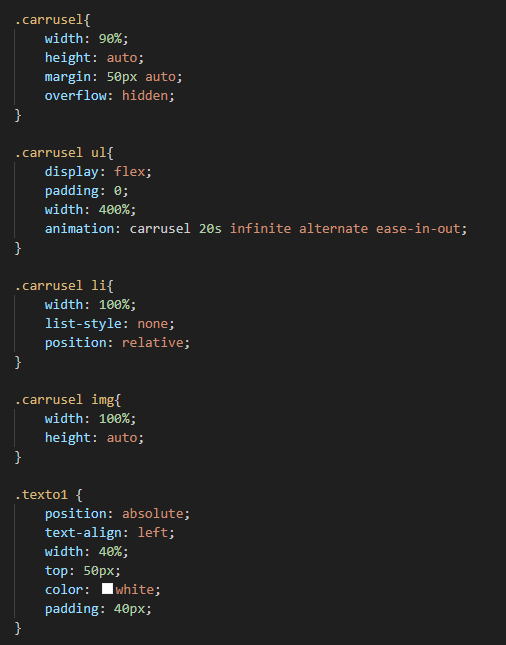 .carrusel{
    width: 90%;
    height: auto;
    margin: 50px auto;
    overflow: hidden;
}

.carrusel ul{
    display: flex;
    padding: 0;
    width: 400%;
    animation: carrusel 20s infinite alternate ease-in-out;
}

.carrusel li{
    width: 100%;
    list-style: none;
    position: relative;
}

.carrusel img{
    width: 100%;
    height: auto;
}

.texto1 {
    position: absolute;
    text-align: left;
    width: 40%;
    top: 50px;
    color: white;
    padding: 40px;
}